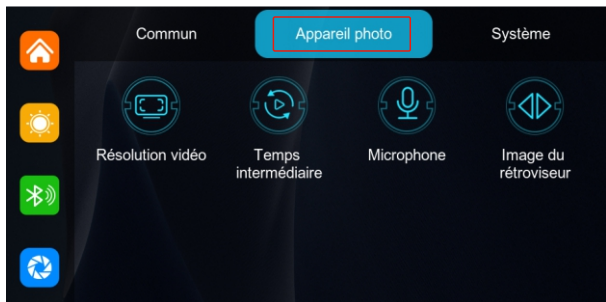 Commun
Appareil photo
Système
Résolution vidéo
Temps
intermédiaire
Microphone
Image du
rétroviseur